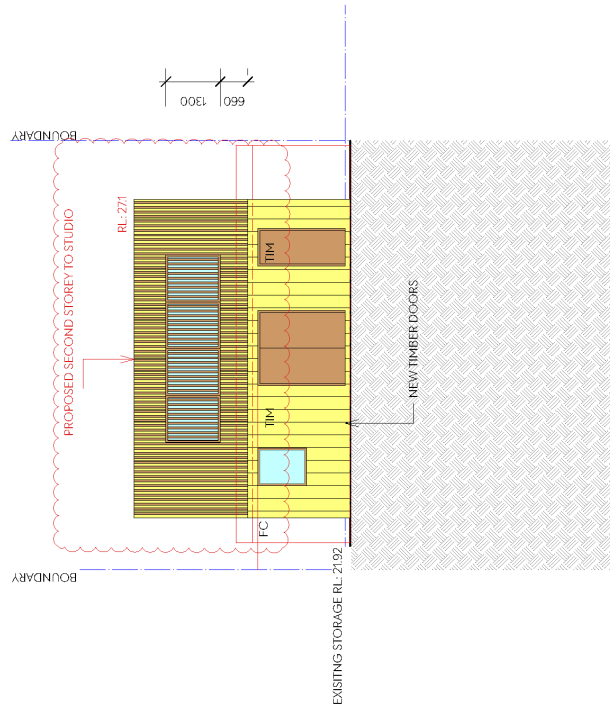 BOUNDARY
PROPOSED SECOND STOREY TO STUDIO
RL: 27.1
1300
660
TIM
TIM
FC
NEW TIMBER DOORS
EXISITNG STORAGE RL: 21.92
BOUNDARY